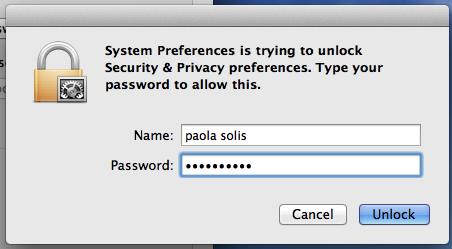 System Preferences is trying to unlock
Security & Privacy preferences. Type your
password to allow this.
Name: paola solis
Password: ••••••••••
Cancel Unlock